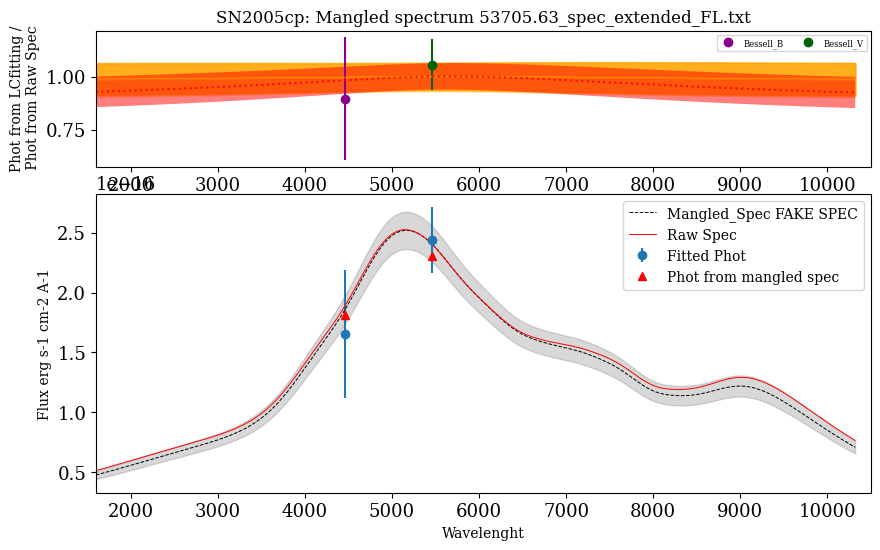 SN2005cp: Mangled spectrum 53705.63_spec_extended_FL.txt
Phot from LCfitting /
Phot from Raw Spec
1.00
0.75
Bessell_B
Bessell_V
2000 3000 4000 5000 6000 7000 8000 9000 10000
1e−16
Flux erg s-1 cm-2 A-1
2.5
2.0
1.5
1.0
0.5
Mangled_Spec FAKE SPEC
Raw Spec
Fitted Phot
Phot from mangled spec
2000 3000 4000 5000 6000 7000 8000 9000 10000
Wavelenght